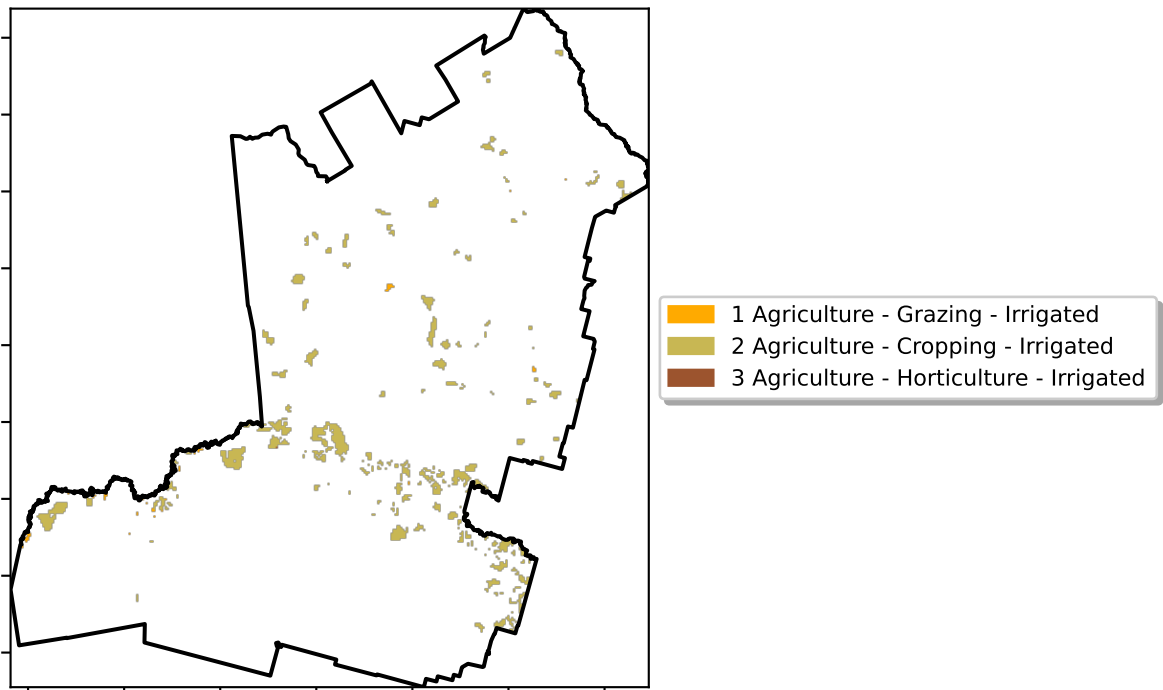 1 Agriculture - Grazing - Irrigated
2 Agriculture - Cropping - Irrigated
3 Agriculture - Horticulture - Irrigated